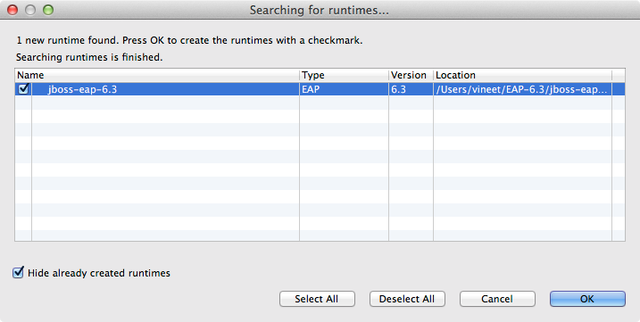 Searching for runtimes...
1 new runtime found. Press OK to create the runtimes with a checkmark.
Searching runtimes is finished.
Name Type Version Location
jboss-eap-6.3 EAP 6.3 /Users/vineet/EAP-6.3/jboss-eap...
Hide already created runtimes
Select All Deselect All Cancel OK